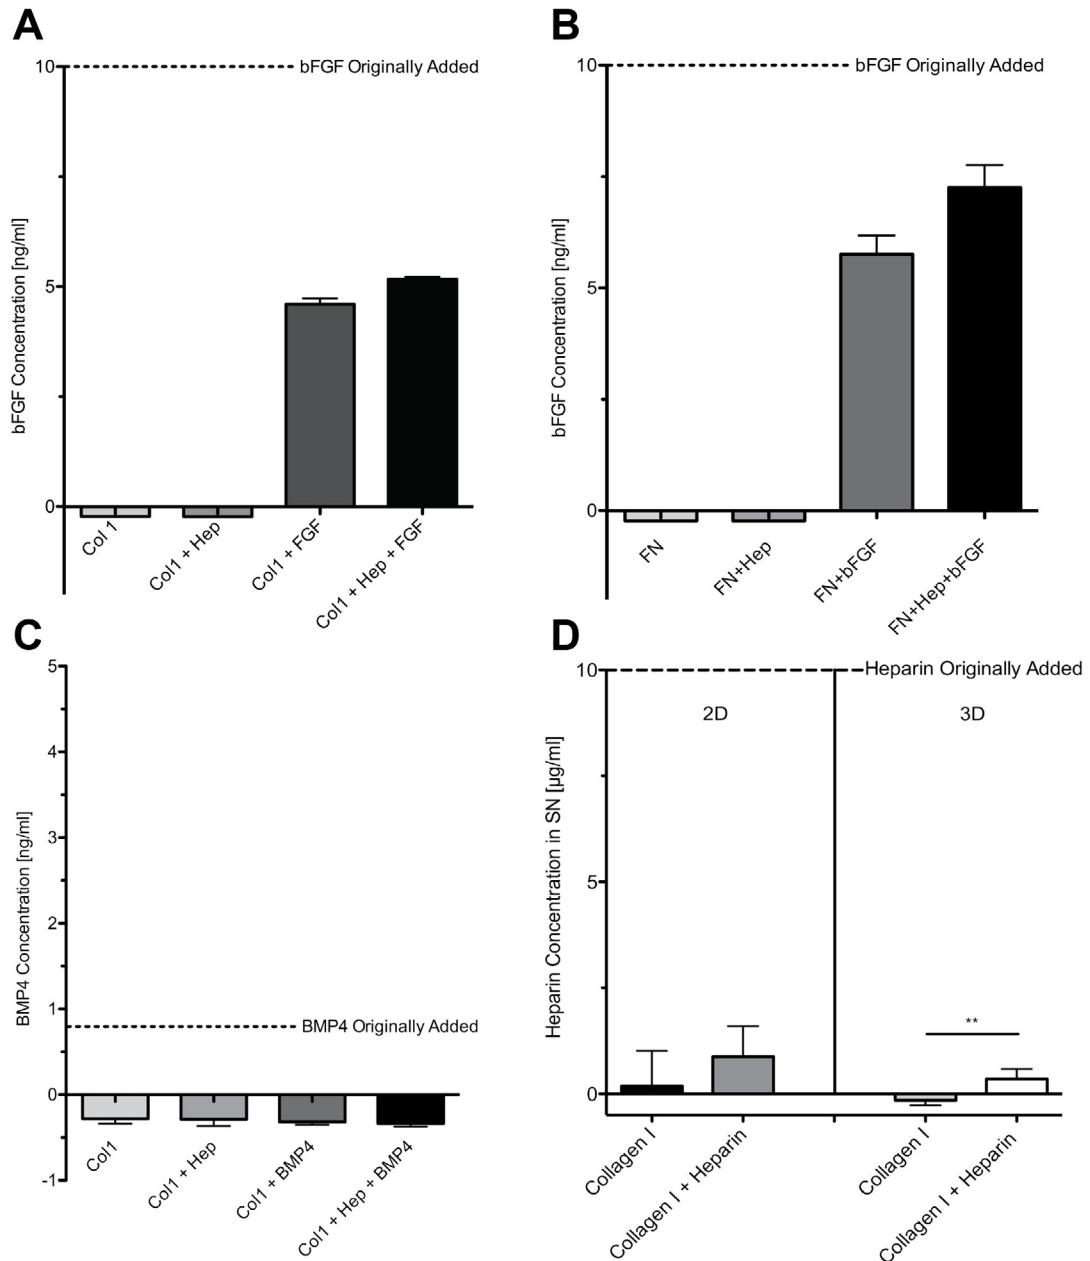 A
10
bFGF Originally Added
bFGF Concentration [ng/ml]
5
0
Col 1
Col1 + Hep
Col1 + FGF
Col1 + Hep + FGF
B
10
bFGF Originally Added
bFGF Concentration [ng/ml]
5
0
FN
FN+Hep
FN+bFGF
FN+Hep+bFGF
C
5
4
3
2
1
0
-1
BMP4 Concentration [ng/ml]
BMP4 Originally Added
Col1
Col1 + Hep
Col1 + BMP4
Col1 + Hep + BMP4
D
10
Heparin Originally Added
2D
3D
Heparin Concentration in SN [µg/ml]
5
**
0
Collagen I
Collagen I + Heparin
Collagen I
Collagen I + Heparin